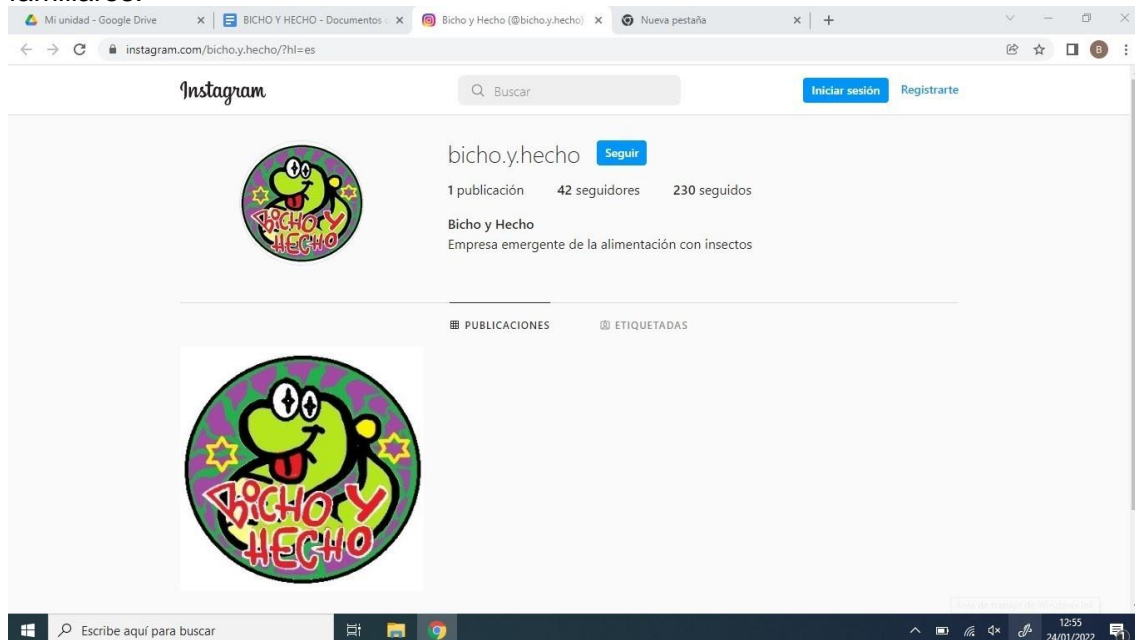 familiares.
Mi unidad - Google Drive
BICHO Y HECHO - Documentos
Bicho y Hecho (@bicho.y.hecho)
Nueva pestaña
instagram.com/bicho.y.hecho/?hl=es
B
Instagram
Buscar
Iniciar sesión
Registrarte
bicho.y.hecho
Seguir
1 publicación 42 seguidores 230 seguidos
Bicho y Hecho
Empresa emergente de la alimentación con insectos
BICHO Y
HECHO
PUBLICACIONES
ETIQUETADAS
BICHO Y
HECHO
Escribe aquí para buscar
12:55
24/01/2022